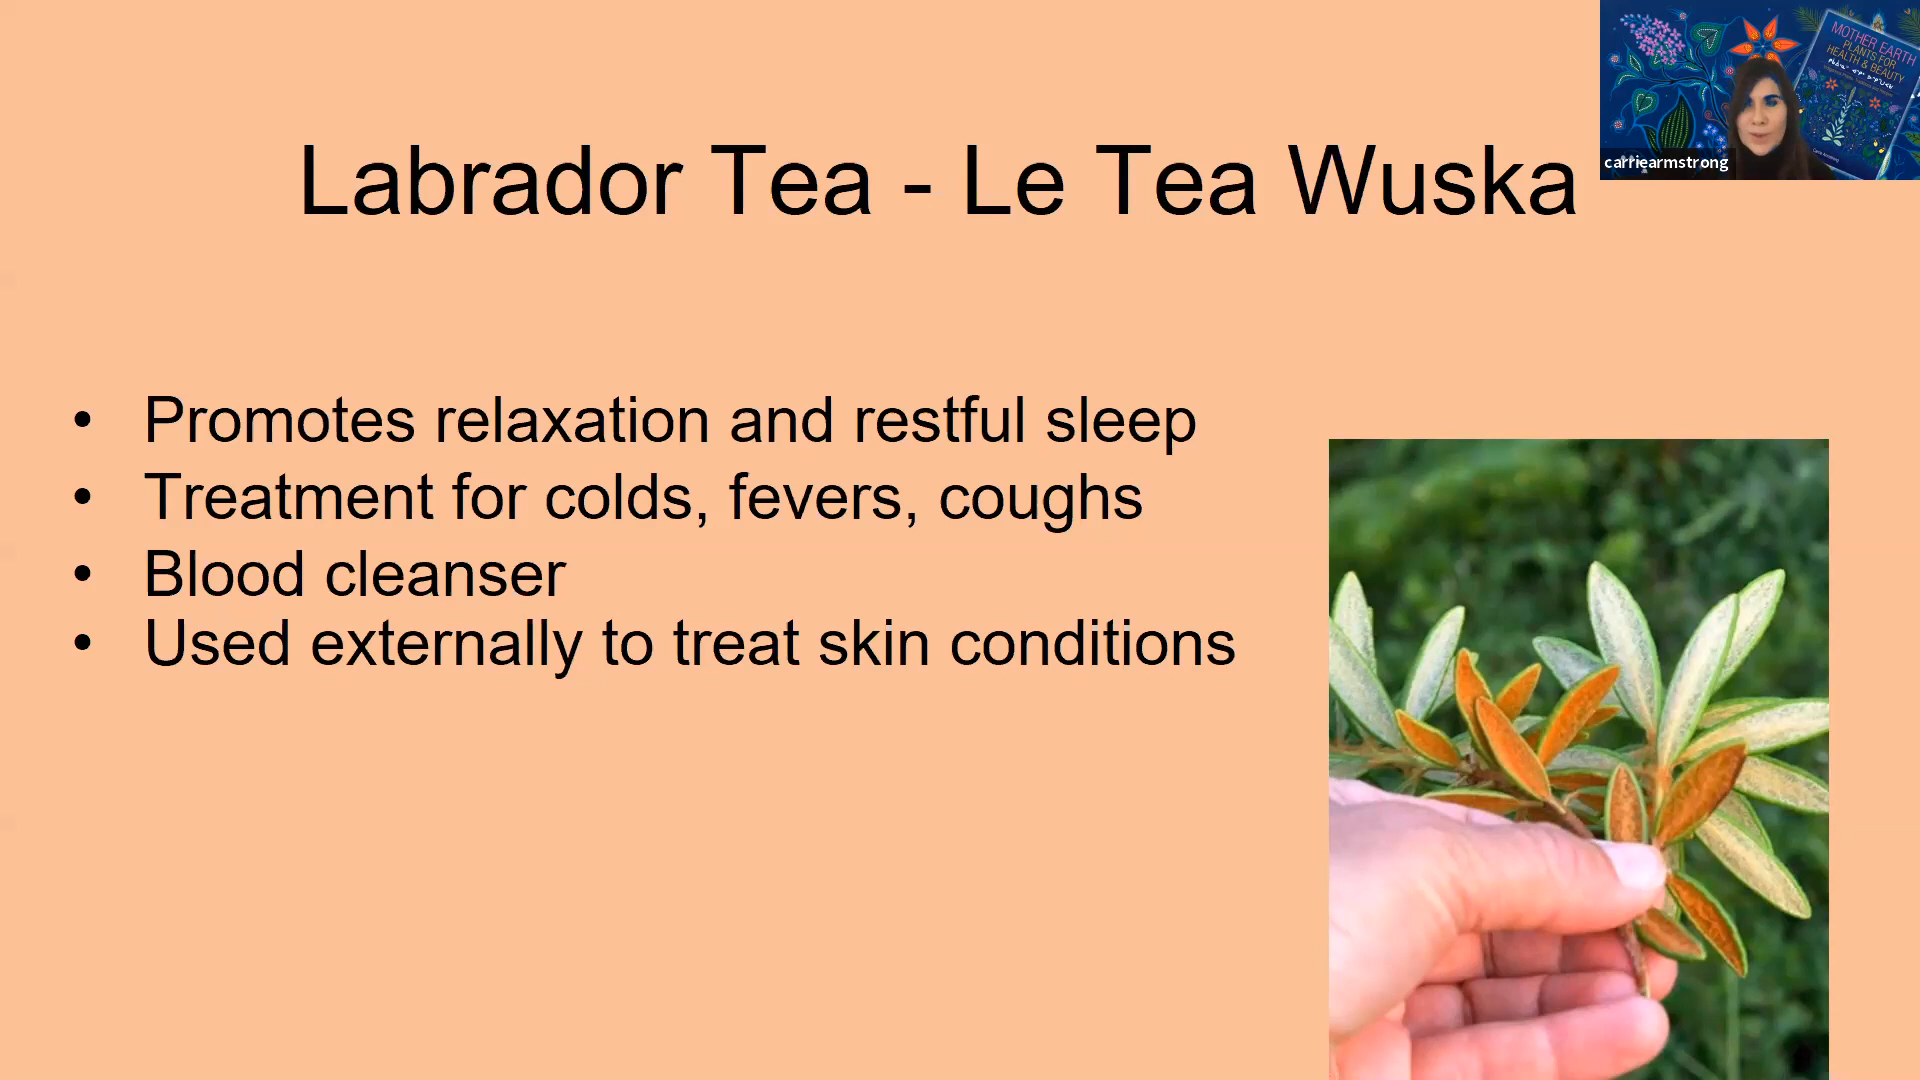 Labrador Tea - Le Tea Wuska
• Promotes relaxation and restful sleep
• Treatment for colds, fevers, coughs
• Blood cleanser
• Used externally to treat skin conditions
MOTHER EARTH
PLANTS FOR
HEALTH & BEAUTY
carriearmstrong